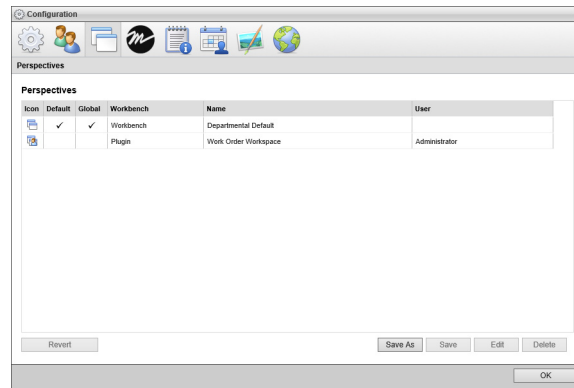 Configuration
Perspectives
Perspectives
Icon Default Global Workbench Name User
Workbench Departmental Default
Plugin Work Order Workspace Administrator
Revert Save As Save Edit Delete
OK